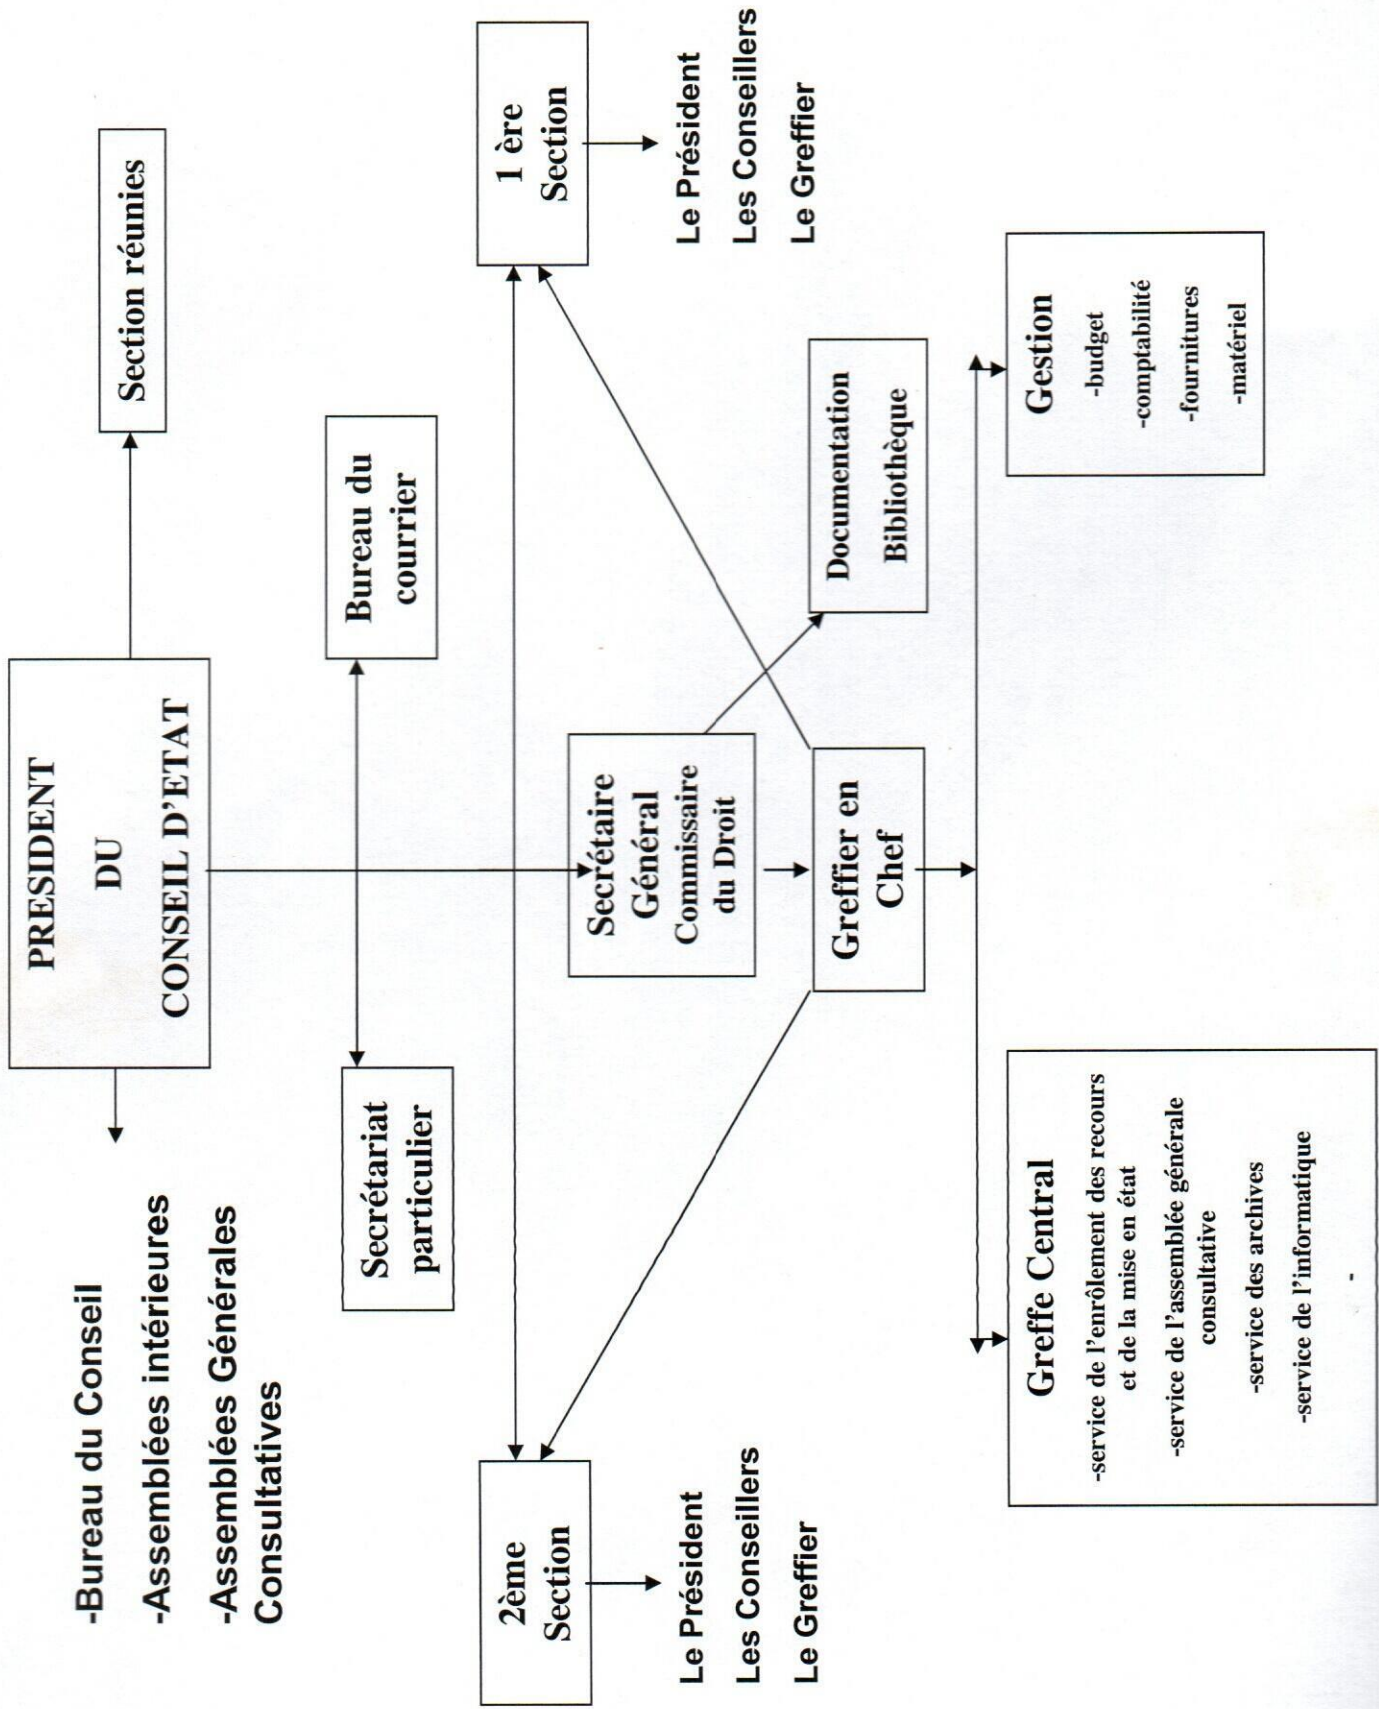 PRESIDENT
DU
CONSEIL D'ETAT
-Bureau du Conseil
-Assemblées intérieures
-Assemblées Générales
Consultatives
Section réunies
Secrétariat
particulier
Bureau du
courrier
2ème
Section
Le Président
Les Conseillers
Le Greffier
1 ère
Section
Le Président
Les Conseillers
Le Greffier
Secrétaire
Général
Commissaire
du Droit
Documentation
Bibliothèque
Greffier en
Chef
Greffe Central
-service de l'enrôlement des recours
et de la mise en état
-service de l'assemblée générale
consultative
-service des archives
-service de l'informatique
-
Gestion
-budget
-comptabilité
-fournitures
-matériel